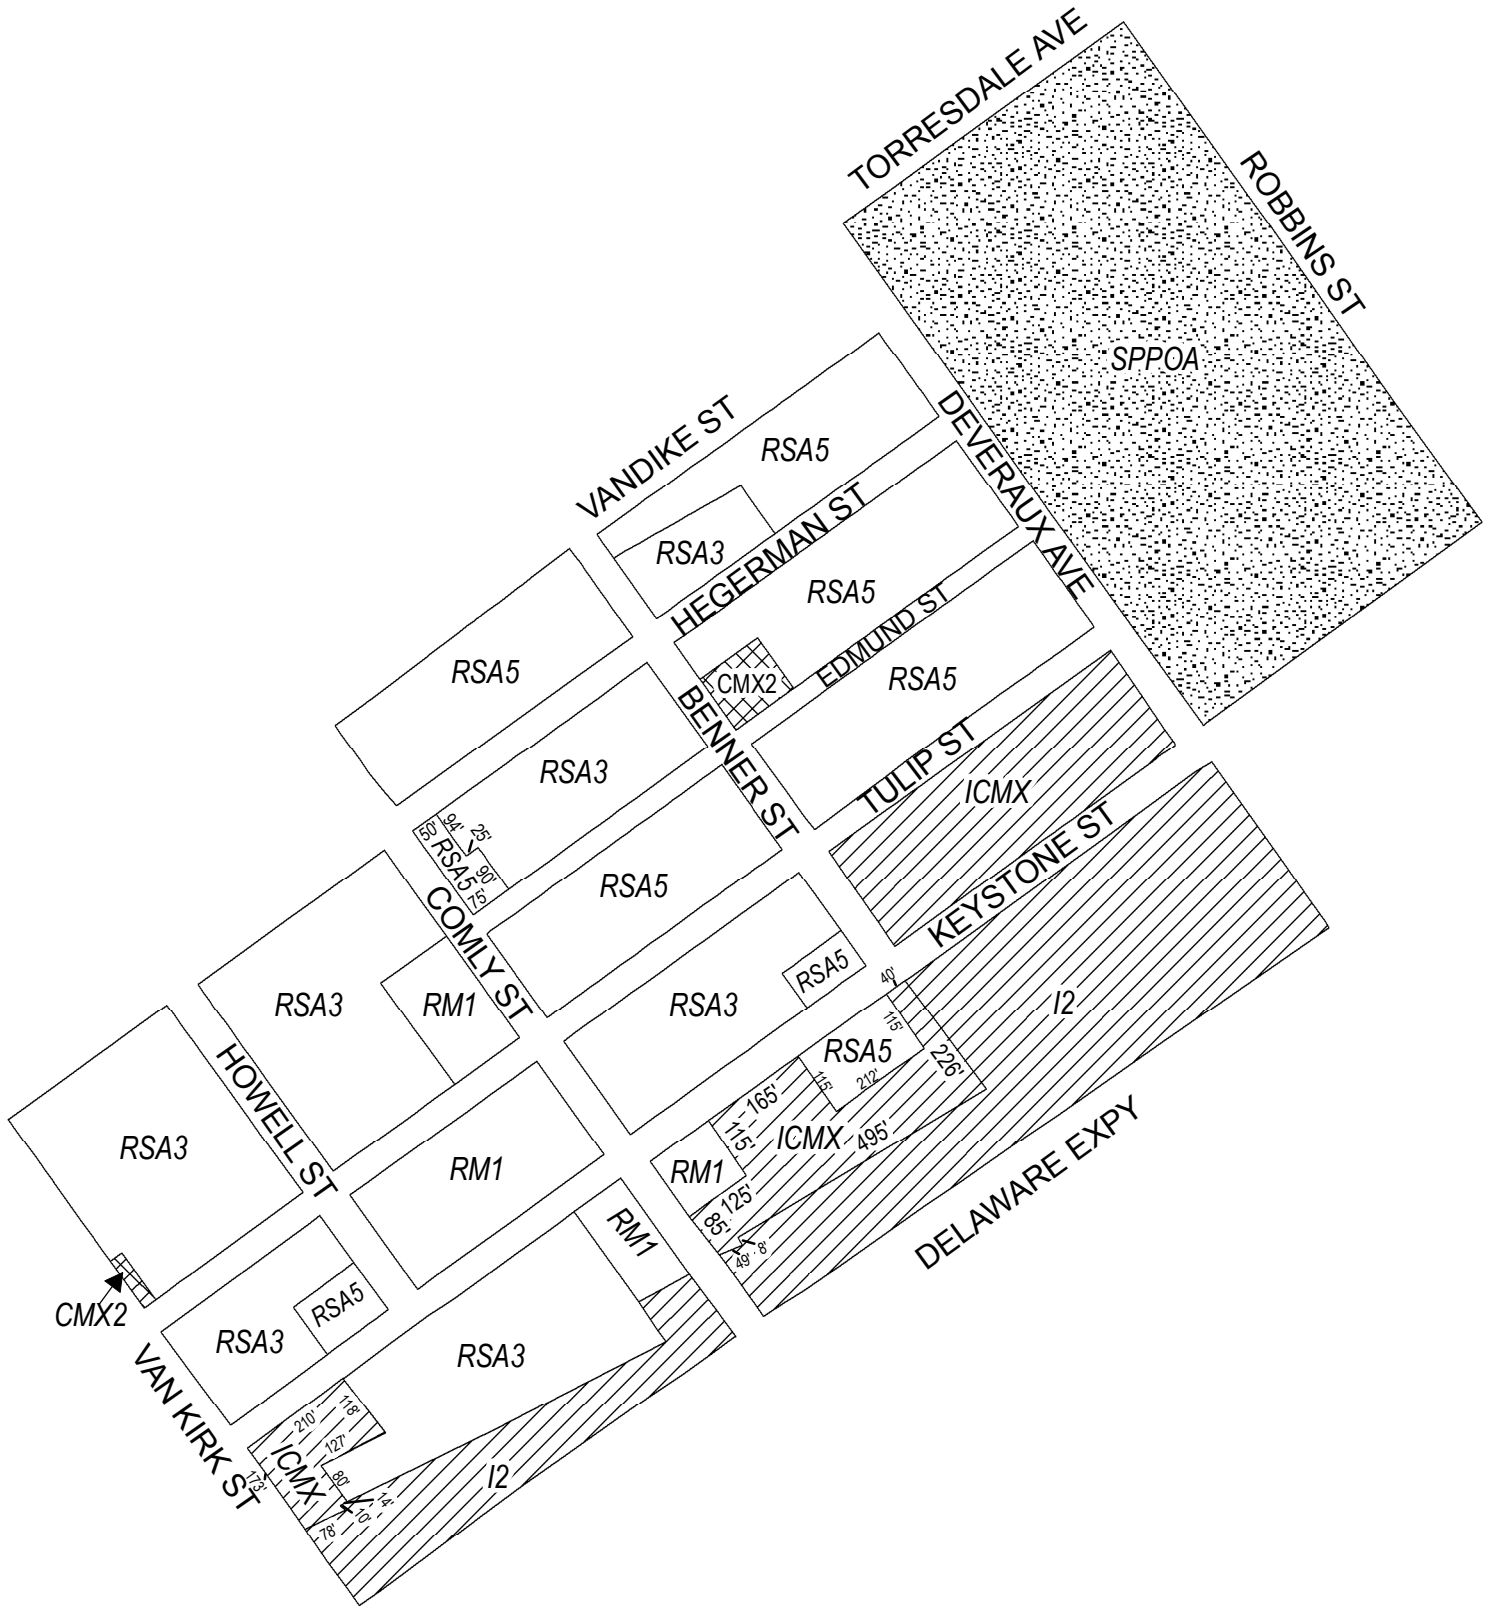 TORRESDALE AVE
ROBBINS ST
SPPOA
DEVERAUX AVE
VANDIKE ST
RSA5
RSA3
HEGERMAN ST
RSA5
EDMUND ST
CMX2
RSA5
TULIP ST
ICMX
KEYSTONE ST
I2
DELAWARE EXPY
RSA5
BENNER ST
RSA3
50'
94'
25'
RSA5
90'
75'
COMLY ST
RSA5
RSA3
RM1
RSA3
RSA5
40'
115'
RSA5
115'
212'
226'
165'
115'
ICMX
495'
RM1
125'
85'
49'
8'
HOWELL ST
RSA3
RM1
CMX2
RSA3
RSA5
VAN KIRK ST
RM1
RSA3
210'
118'
127'
ICMX
80'
173'
14'
10'
78'
I2